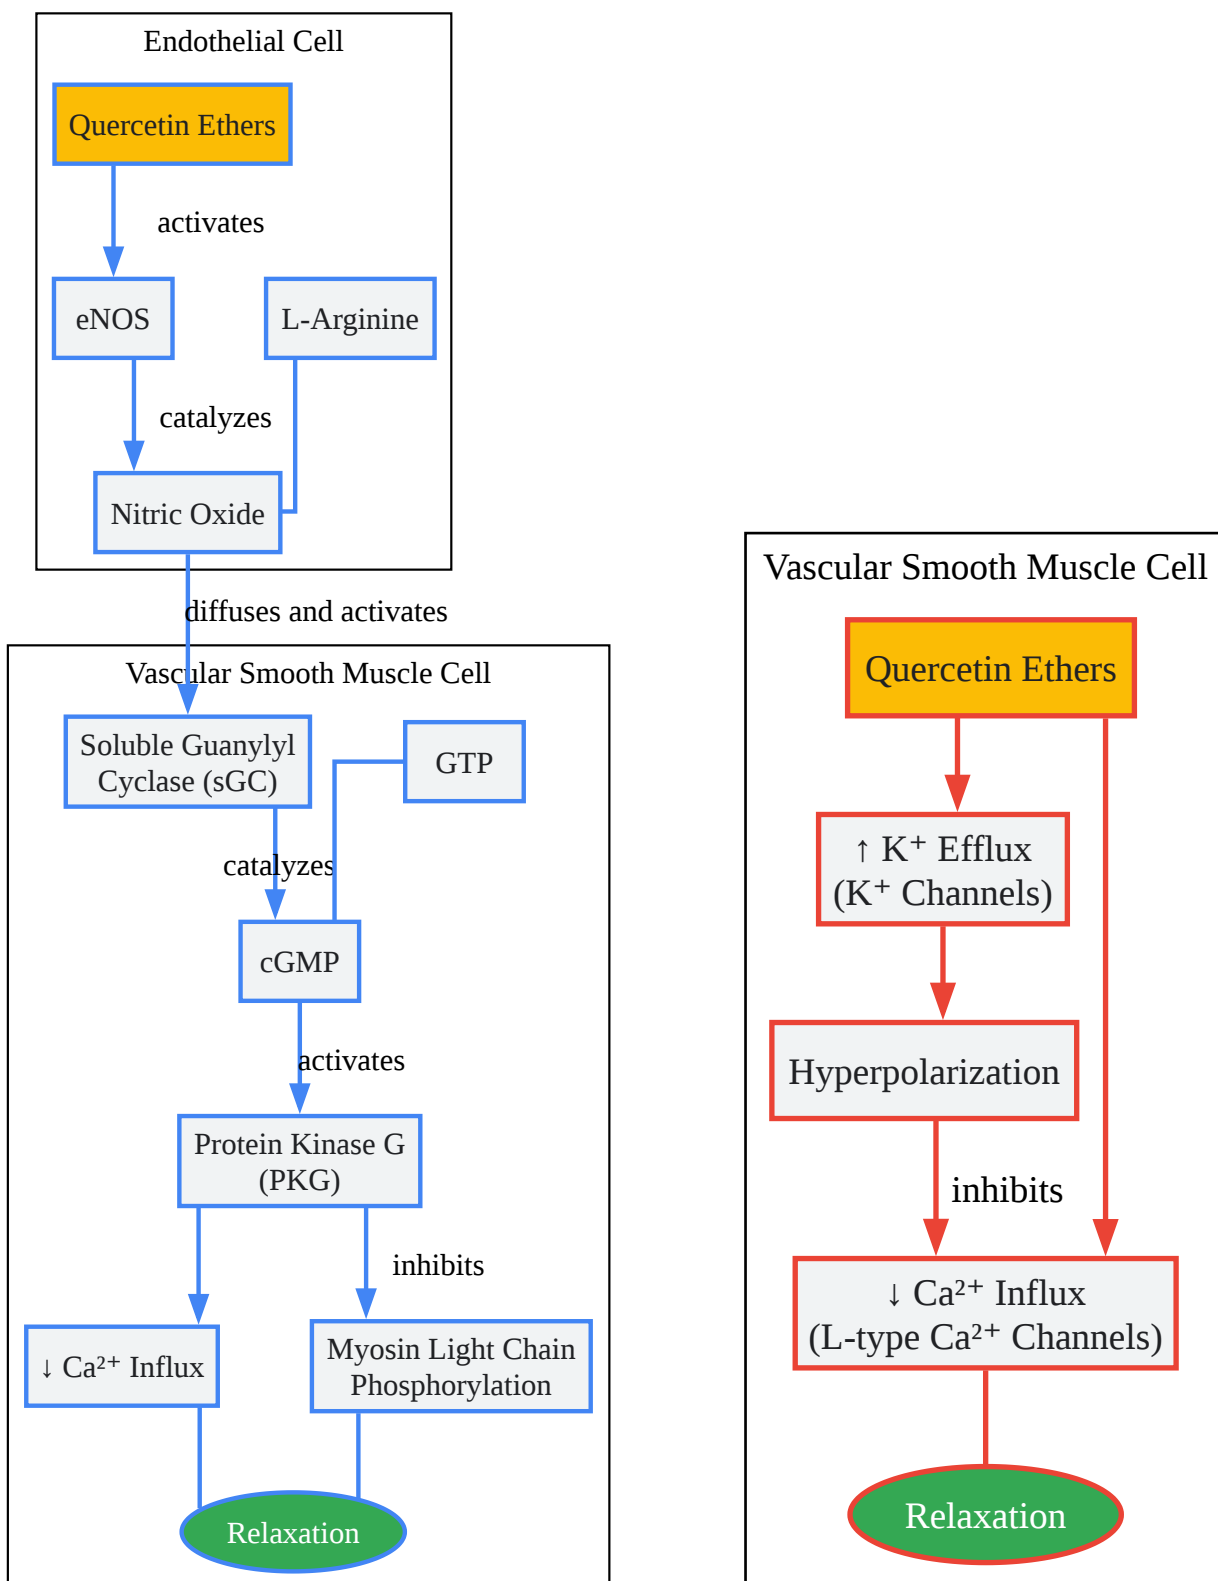 Endothelial Cell
Quercetin Ethers
activates
eNOS
L-Arginine
catalyzes
Nitric Oxide
diffuses and activates
Vascular Smooth Muscle Cell
Soluble Guanylyl
Cyclase (sGC)
GTP
catalyzes
cGMP
activates
Protein Kinase G
(PKG)
inhibits
↓ Ca²⁺ Influx
Myosin Light Chain
Phosphorylation
Relaxation
Vascular Smooth Muscle Cell
Quercetin Ethers
↑ K⁺ Efflux
(K⁺ Channels)
Hyperpolarization
inhibits
↓ Ca²⁺ Influx
(L-type Ca²⁺ Channels)
Relaxation